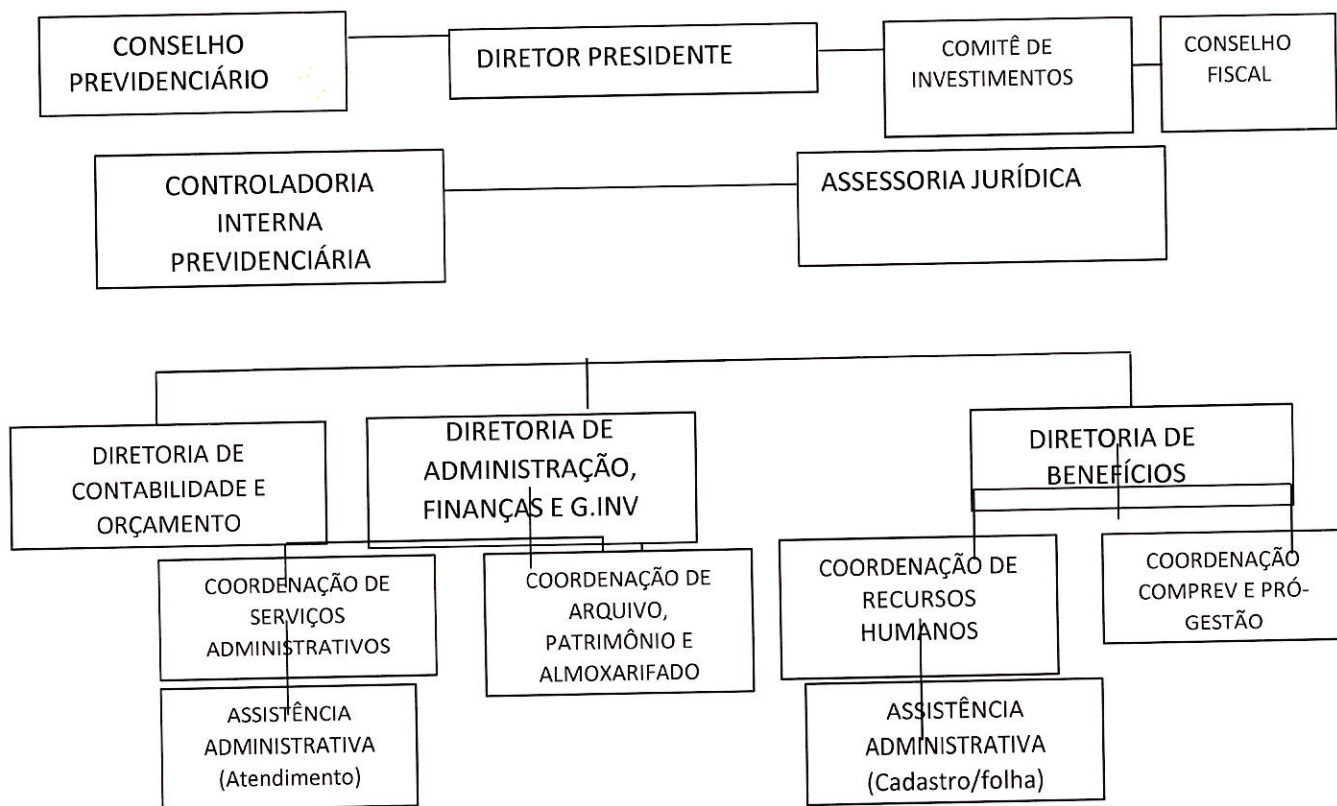 CONSELHO
PREVIDENCIÁRIO
DIRETOR PRESIDENTE
COMITÊ DE
INVESTIMENTOS
CONSELHO
FISCAL
CONTROLADORIA
INTERNA
PREVIDENCIÁRIA
ASSESSORIA JURÍDICA
DIRETORIA DE
CONTABILIDADE E
ORÇAMENTO
DIRETORIA DE
ADMINISTRAÇÃO,
FINANÇAS E G.INV
DIRETORIA DE
BENEFÍCIOS
COORDENAÇÃO DE
SERVIÇOS
ADMINISTRATIVOS
COORDENAÇÃO DE
ARQUIVO,
PATRIMÔNIO E
ALMOXARIFADO
COORDENAÇÃO DE
RECURSOS
HUMANOS
COORDENAÇÃO
COMPREV E PRÓ-
GESTÃO
ASSISTÊNCIA
ADMINISTRATIVA
(Atendimento)
ASSISTÊNCIA
ADMINISTRATIVA
(Cadastro/folha)